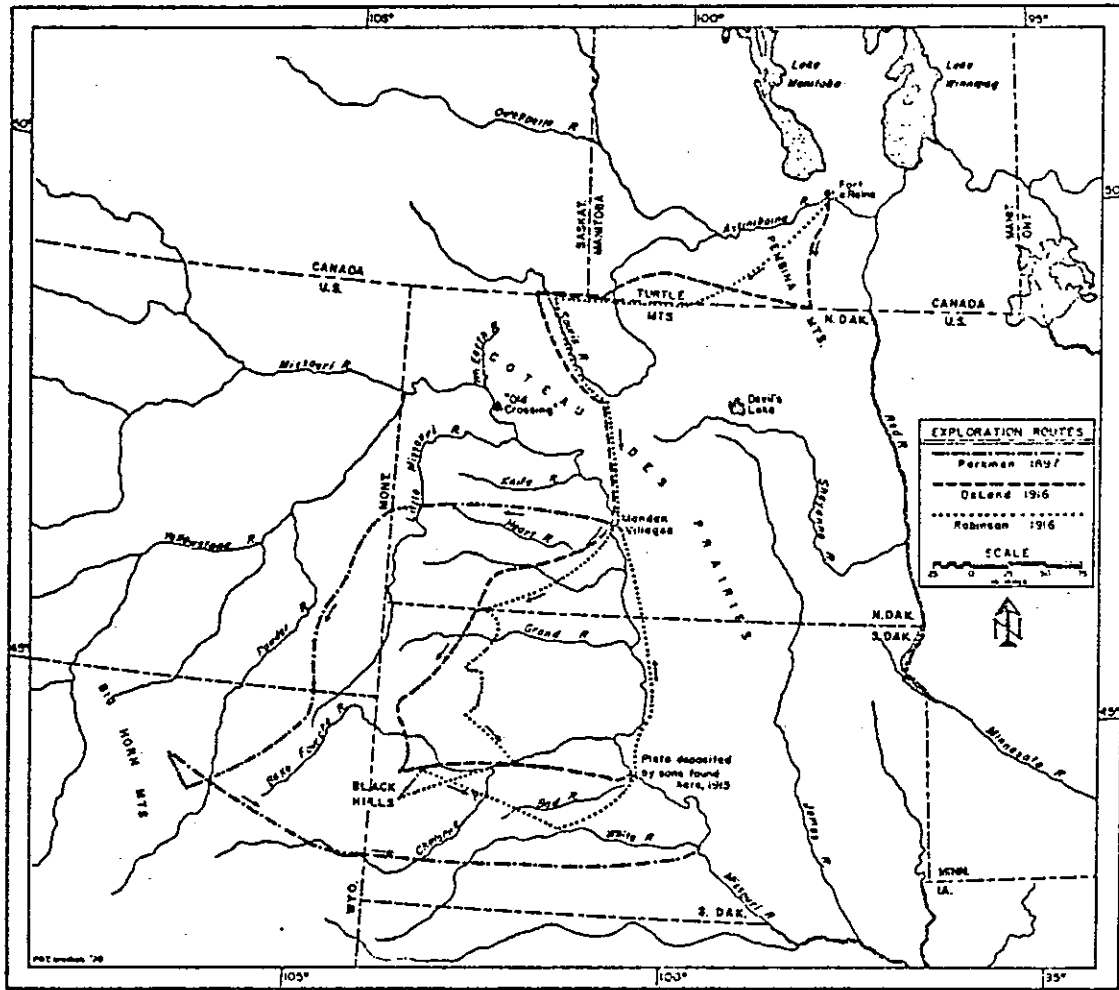 105°
100°
95°
Lake
Manitoba
Lake
Winnipeg
Qu'Appelle R
50°
50
Fort
la Reine
SASKAT.
MANITOBA
Assiniboine R
MANIT
ONT
PEMBINA
MTS.
CANADA
U.S.
TURTLE
MTS
N. DAK.
CANADA
U.S.
Souris R
Earth R
COTEAU DES PRAIRIES
Missouri R
"Old
Crossing"
Devil's
Lake
Red R
EXPLORATION ROUTES
Parkman 1897
DeLand 1916
Robinson 1916
SCALE
Little Missouri R
MONT.
Knife R
Sheyenne R
Heart R
Mandan
Villages
Yellowstone R
Powder R
N. DAK.
S. DAK.
Grand R
45°
45°
BIG HORN MTS
Belle Fourche R
Minnesota R
Plate deposited
by sons found
here, 1913
BLACK
HILLS
Bad R
Cheyenne R
White R
James R
Missouri R
MINN.
IA.
WYO.
S. DAK.
105°
100°
95°